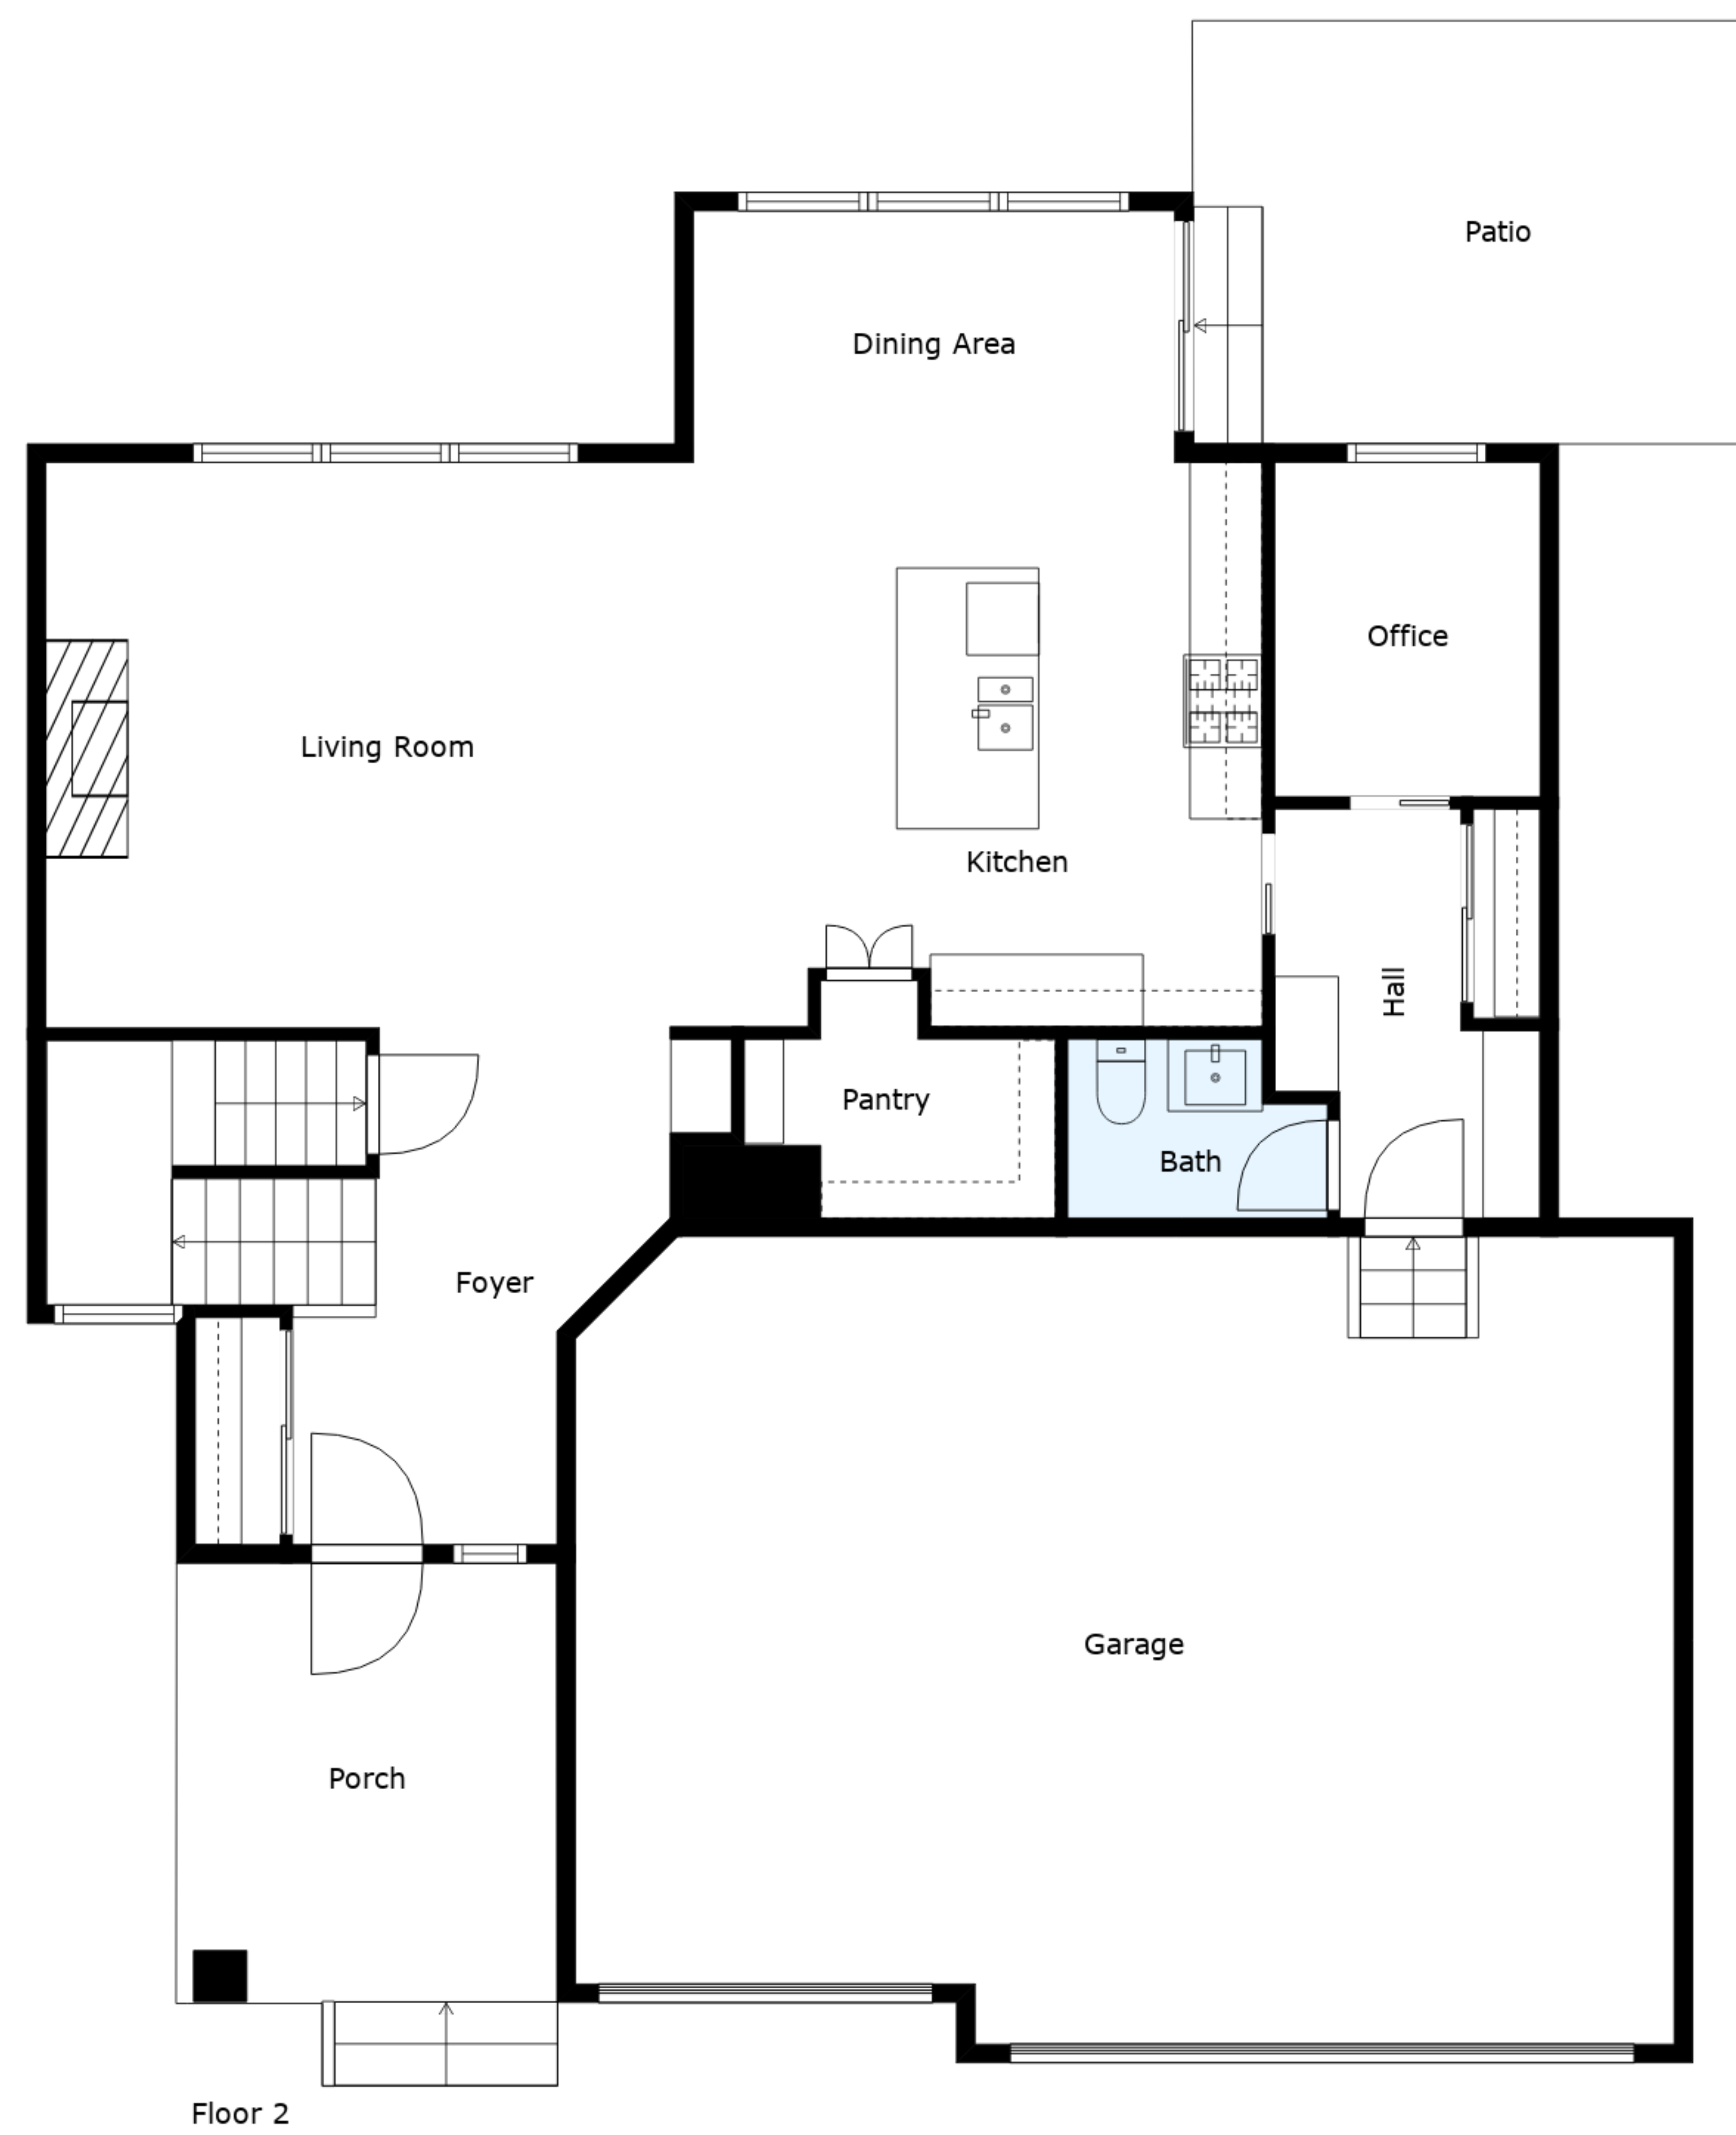 Patio
Dining Area
Office
Living Room
Kitchen
Hall
Pantry
Bath
Foyer
Garage
Porch
Floor 2